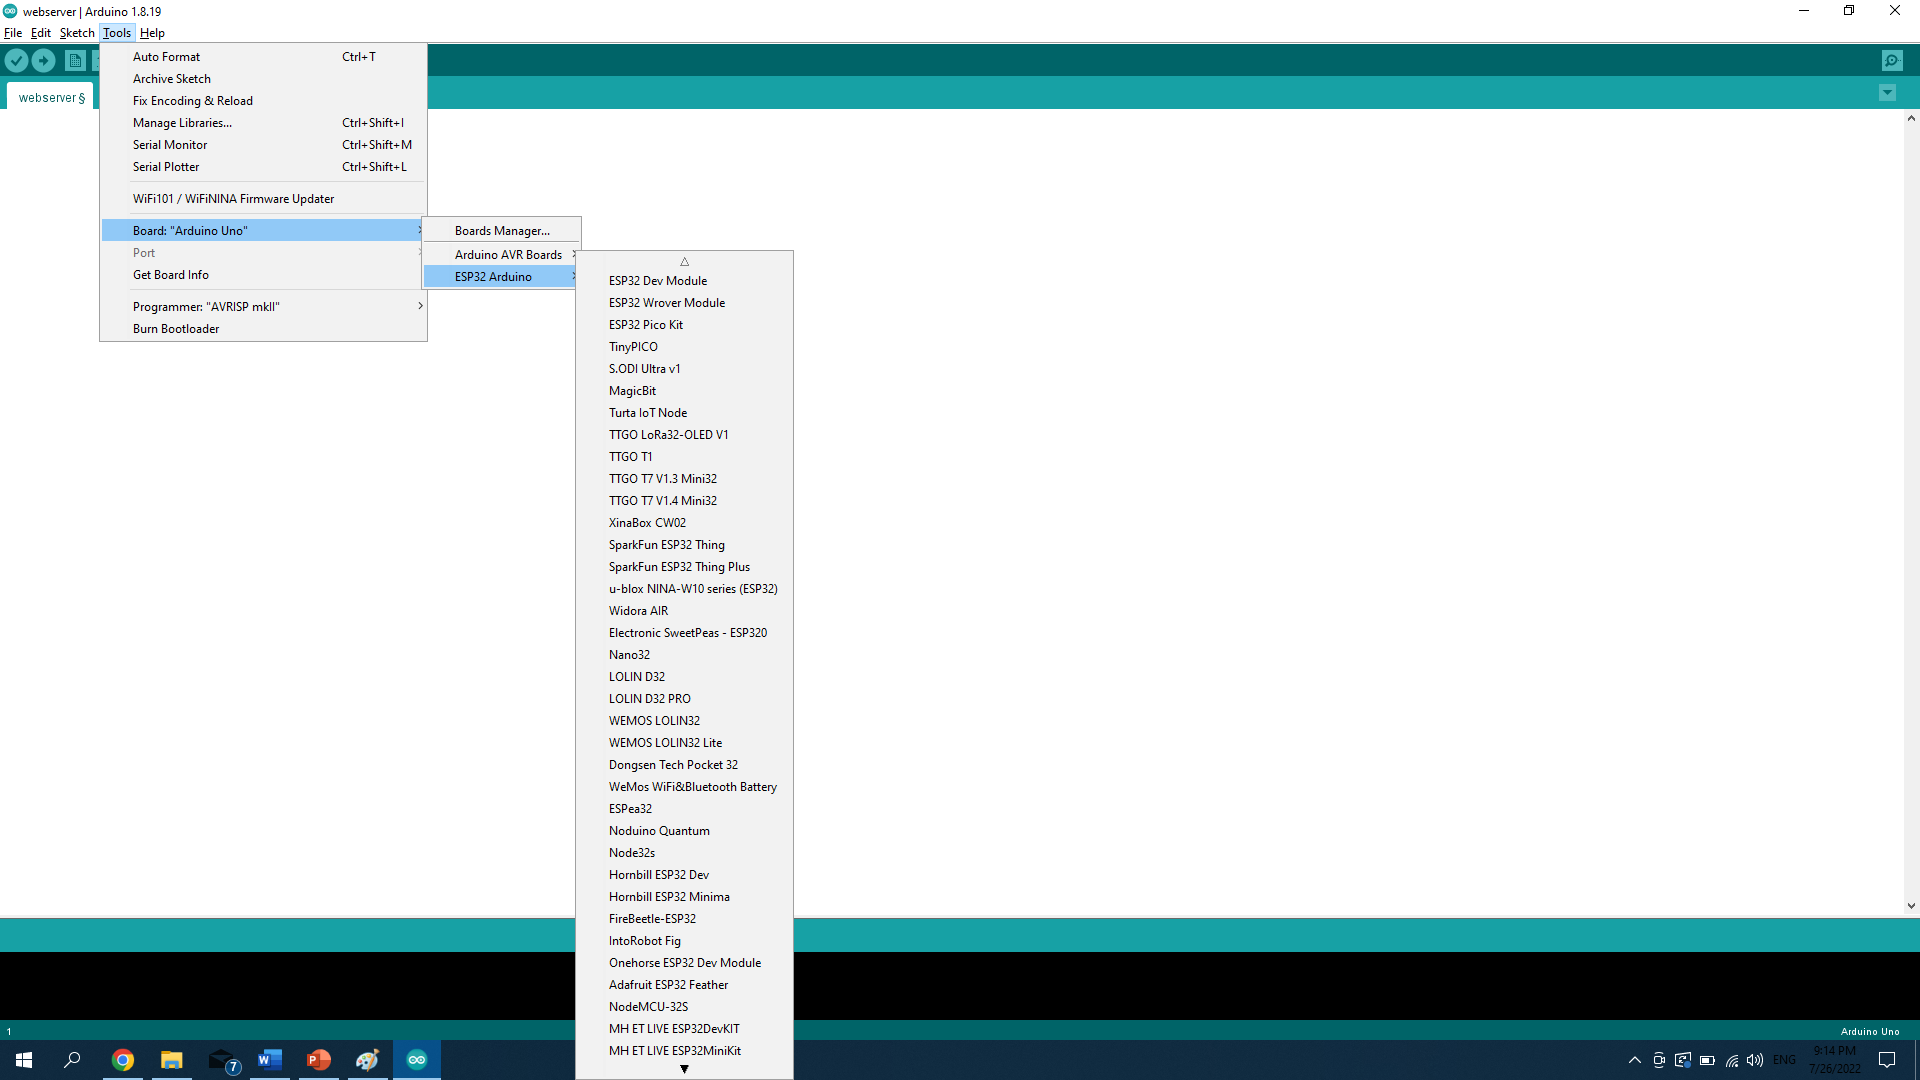 webserver | Arduino 1.8.19
File Edit Sketch Tools Help
webserver §
Auto Format Ctrl+T
Archive Sketch
Fix Encoding & Reload
Manage Libraries... Ctrl+Shift+I
Serial Monitor Ctrl+Shift+M
Serial Plotter Ctrl+Shift+L
WiFi101 / WiFiNINA Firmware Updater
Board: "Arduino Uno"
Port
Get Board Info
Programmer: "AVRISP mkII"
Burn Bootloader
Boards Manager...
Arduino AVR Boards
ESP32 Arduino
ESP32 Dev Module
ESP32 Wrover Module
ESP32 Pico Kit
TinyPICO
S.ODI Ultra v1
MagicBit
Turta IoT Node
TTGO LoRa32-OLED V1
TTGO T1
TTGO T7 V1.3 Mini32
TTGO T7 V1.4 Mini32
XinaBox CW02
SparkFun ESP32 Thing
SparkFun ESP32 Thing Plus
u-blox NINA-W10 series (ESP32)
Widora AIR
Electronic SweetPeas - ESP320
Nano32
LOLIN D32
LOLIN D32 PRO
WEMOS LOLIN32
WEMOS LOLIN32 Lite
Dongsen Tech Pocket 32
WeMos WiFi&Bluetooth Battery
ESPea32
Noduino Quantum
Node32s
Hornbill ESP32 Dev
Hornbill ESP32 Minima
FireBeetle-ESP32
IntoRobot Fig
Onehorse ESP32 Dev Module
Adafruit ESP32 Feather
NodeMCU-32S
MH ET LIVE ESP32DevKIT
MH ET LIVE ESP32MiniKit
1
Arduino Uno
7
W
P
ENG
9:14 PM
7/26/2022